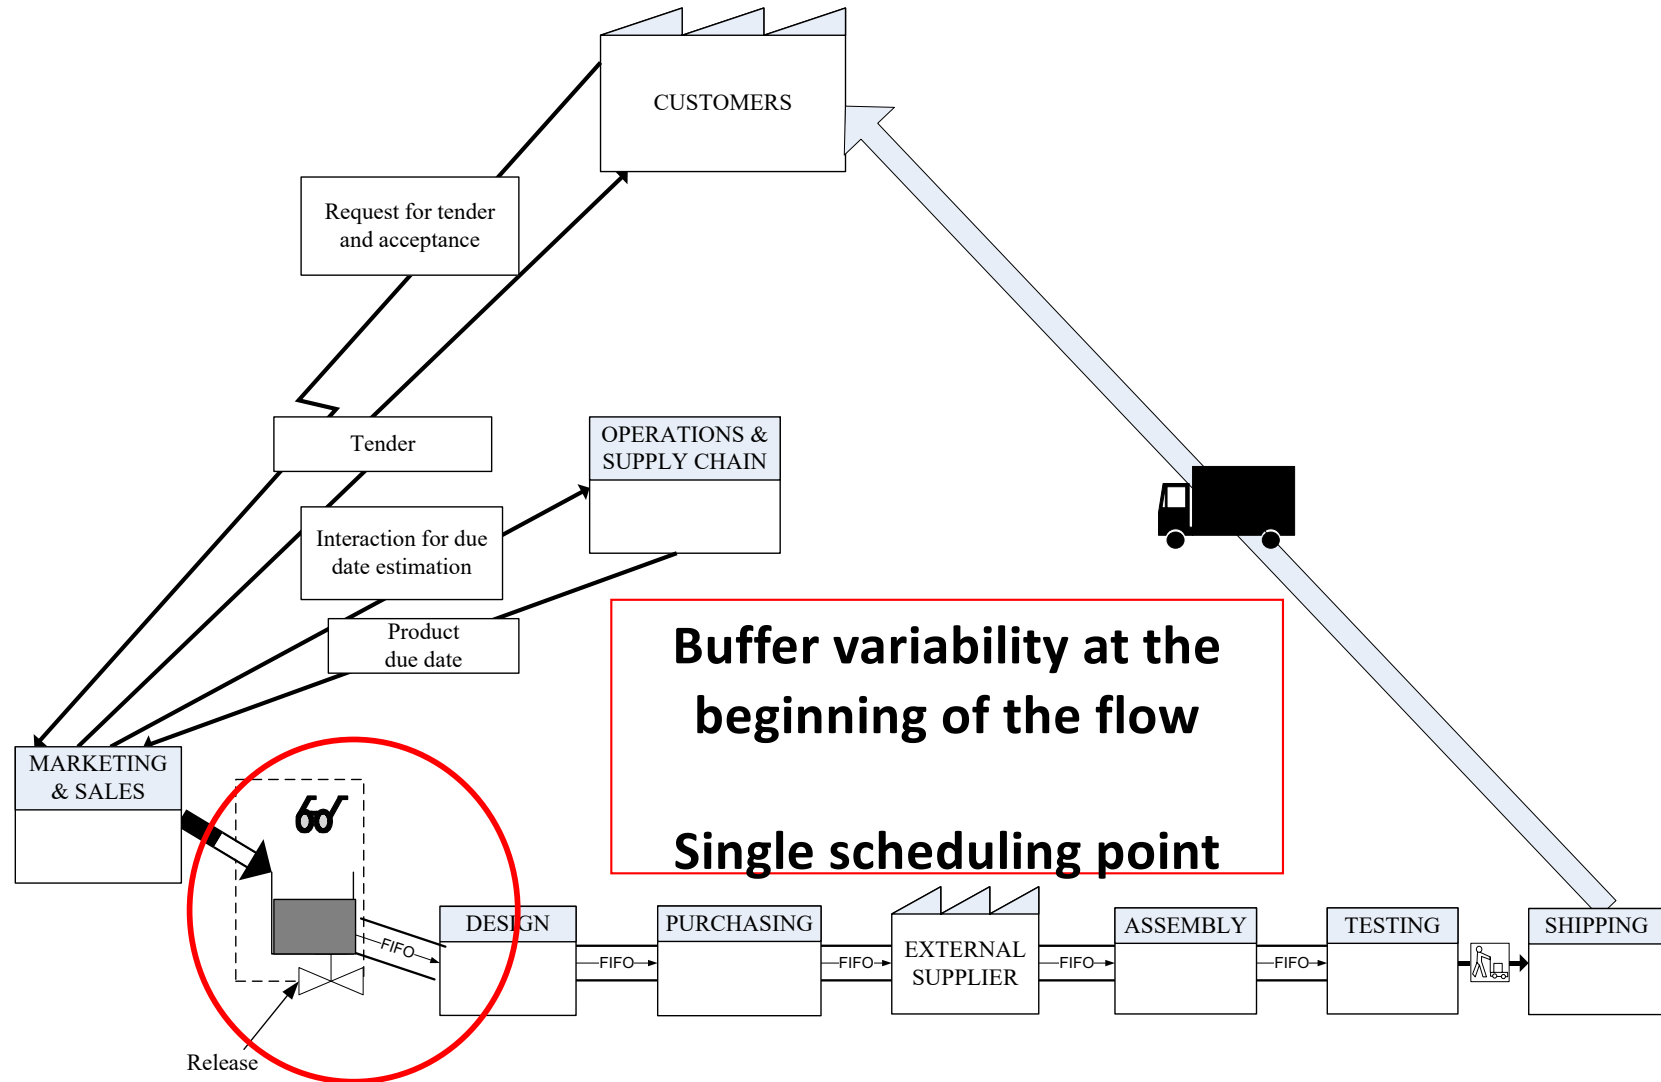 CUSTOMERS
Request for tender
and acceptance
Tender
OPERATIONS &
SUPPLY CHAIN
Interaction for due
date estimation
Product
due date
Buffer variability at the
beginning of the flow
Single scheduling point
MARKETING
& SALES
FIFO
DESIGN
FIFO
PURCHASING
FIFO
EXTERNAL
SUPPLIER
FIFO
ASSEMBLY
FIFO
TESTING
SHIPPING
Release